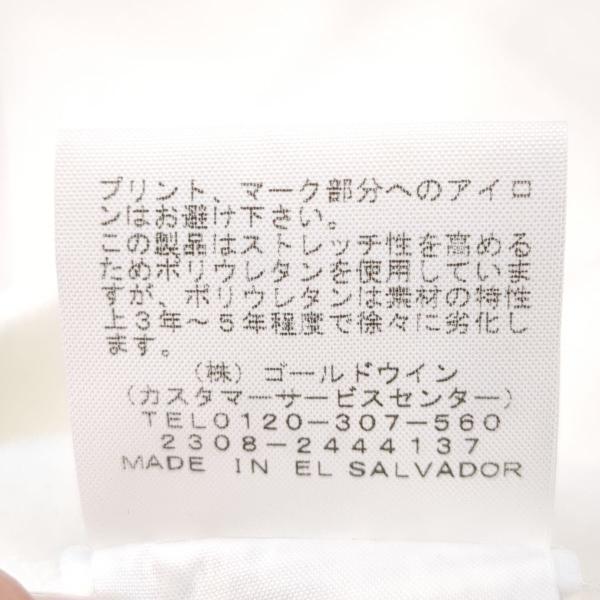 プリント、マーク部分へのアイロ
ンはお避け下さい。
この製品はストレッチ性を高める
ためポリウレタンを使用していま
すが、ポリウレタンは素材の特性
上3年～5年程度で徐々に劣化し
ます。
（株）ゴールドウイン
（カスタマーサービスセンター）
TEL0120-307-560
2308-2444137
MADE IN EL SALVADOR